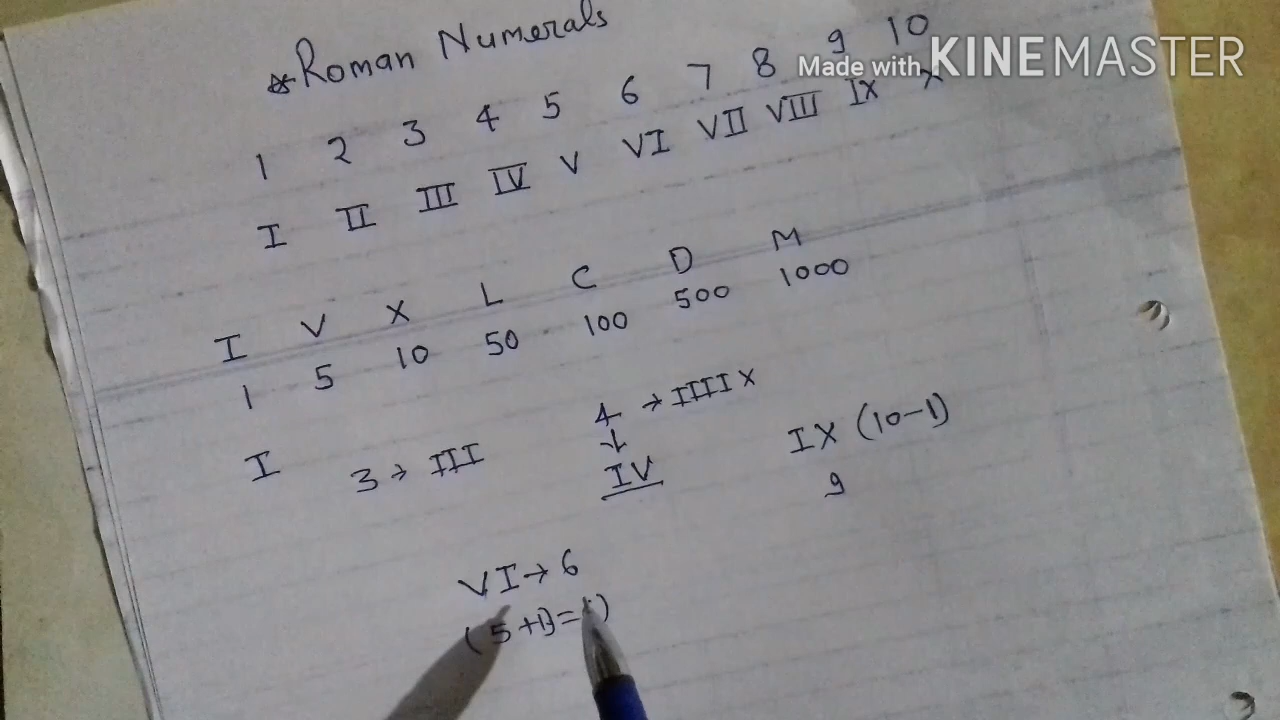 * Roman Numerals
Made with KINEMASTER
1 2 3 4 5 6 7 8 9 10
I II III IV V VI VII VIII IX X
I V X L C D M
1 5 10 50 100 500 1000
I 3 → III 4 → IIII X IX (10-1)
↓
IV 9
VI → 6
(5+1)=